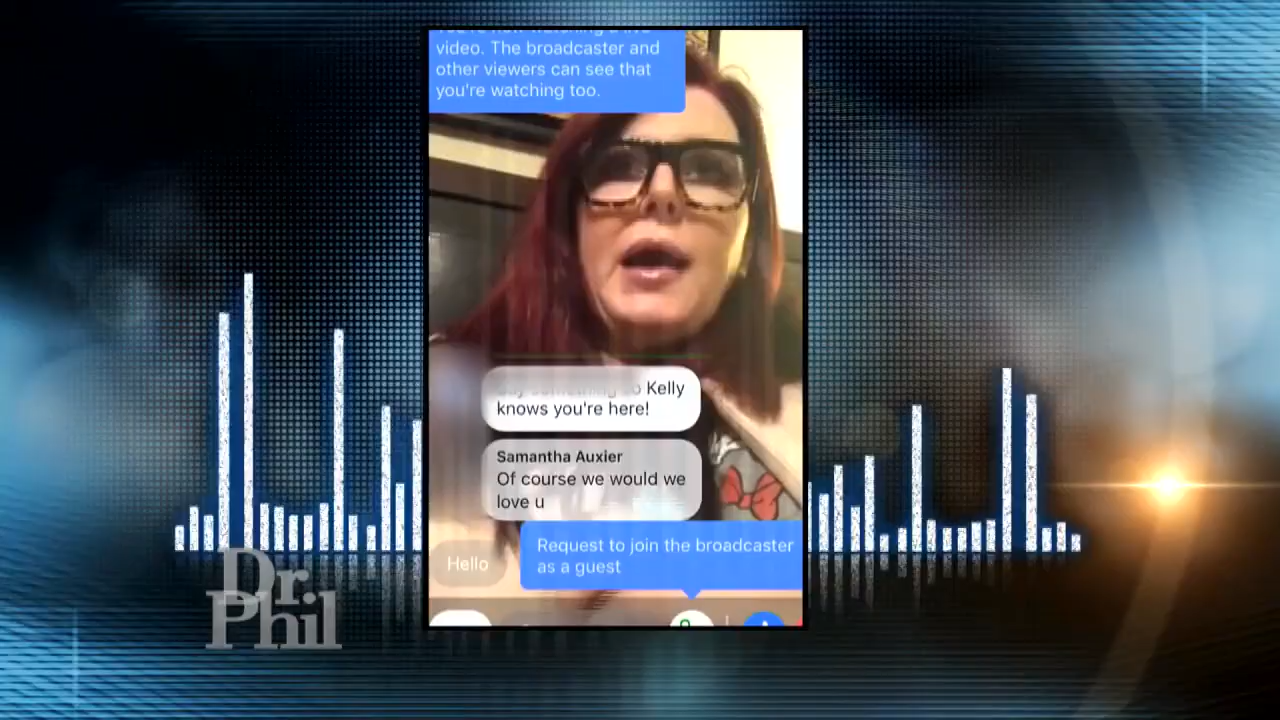 video. The broadcaster and
other viewers can see that
you're watching too.
Kelly
knows you're here!
Samantha Auxier
Of course we would we
love u
Request to join the broadcaster
as a guest
Hello
Dr.
Phil